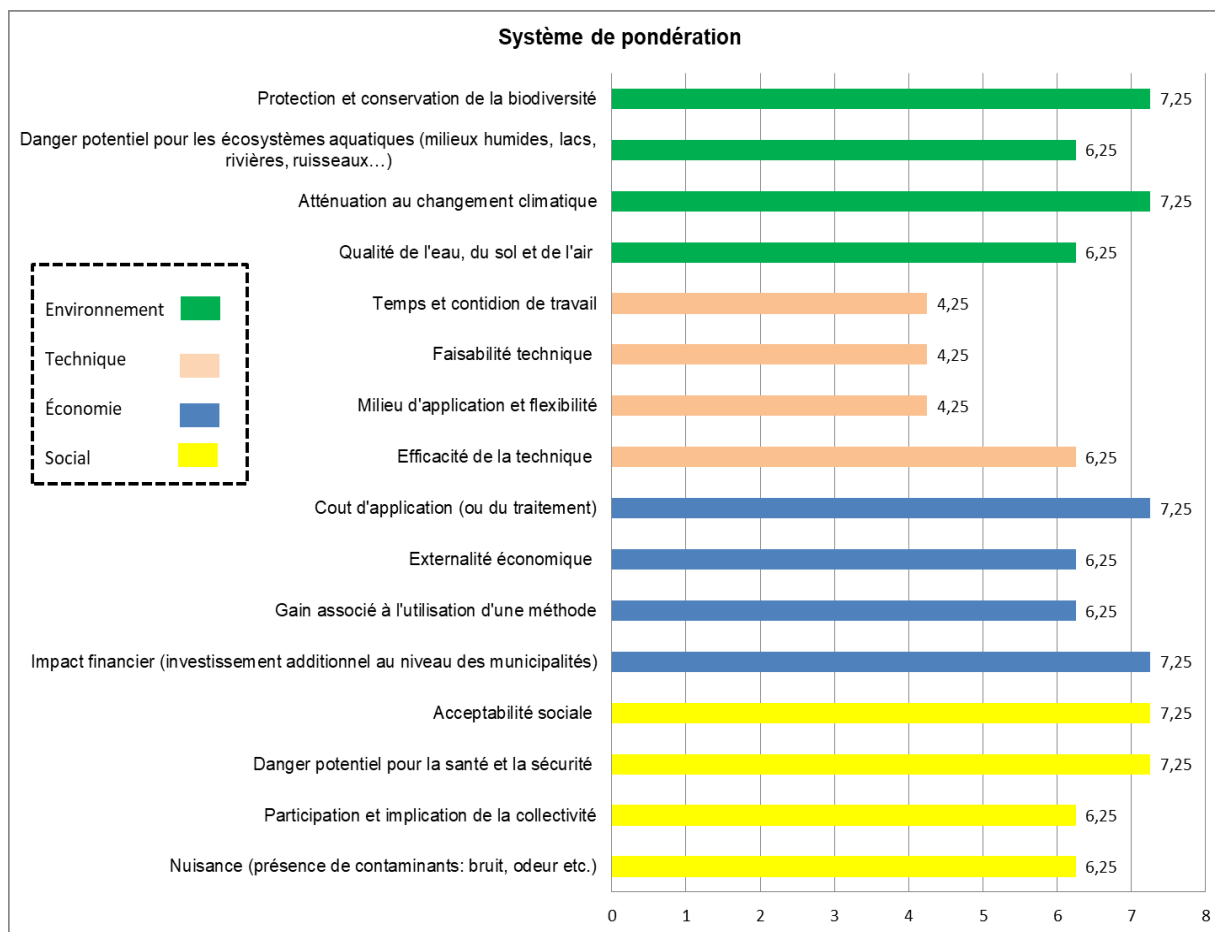 Système de pondération
Protection et conservation de la biodiversité
7,25
Danger potentiel pour les écosystèmes aquatiques (milieux humides, lacs,
rivières, ruisseaux…)
6,25
Atténuation au changement climatique
7,25
Qualité de l'eau, du sol et de l'air
6,25
Temps et contidion de travail
4,25
Faisabilité technique
4,25
Milieu d'application et flexibilité
4,25
Efficacité de la technique
6,25
Cout d'application (ou du traitement)
7,25
Externalité économique
6,25
Gain associé à l'utilisation d'une méthode
6,25
Impact financier (investissement additionnel au niveau des municipalités)
7,25
Acceptabilité sociale
7,25
Danger potentiel pour la santé et la sécurité
7,25
Participation et implication de la collectivité
6,25
Nuisance (présence de contaminants: bruit, odeur etc.)
6,25
0 1 2 3 4 5 6 7 8
Environnement
Technique
Économie
Social